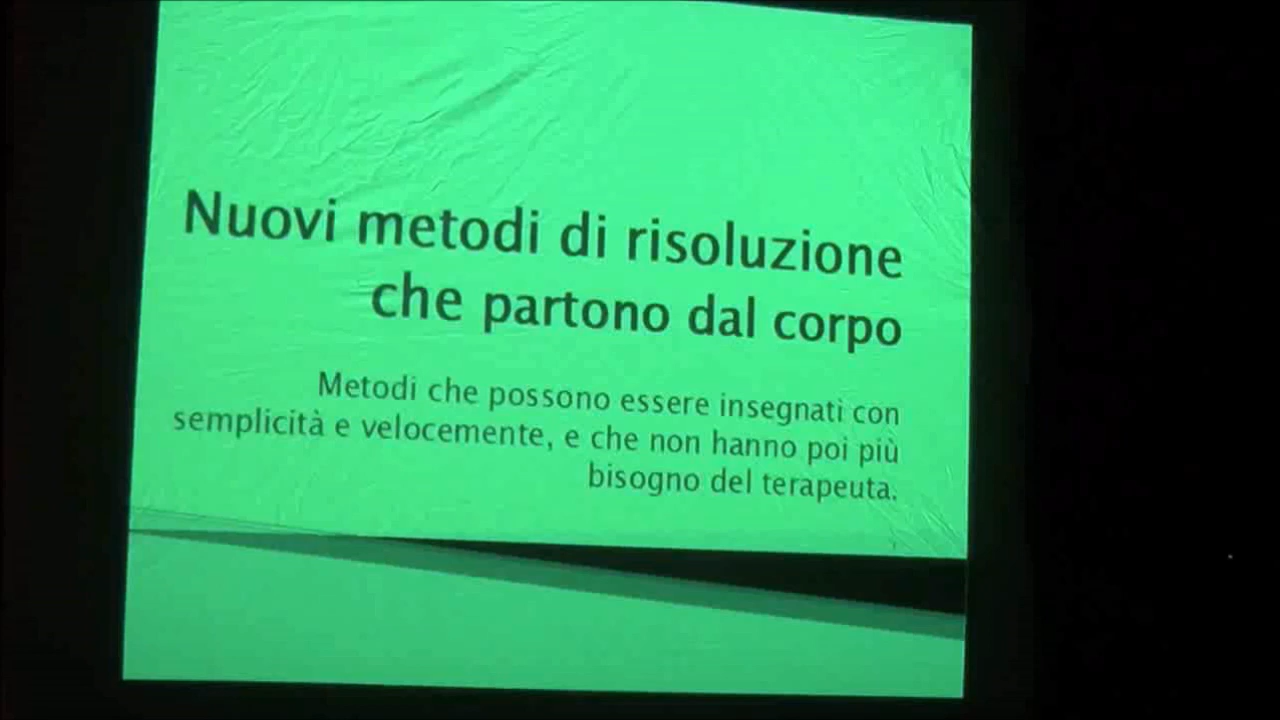 Nuovi metodi di risoluzione
che partono dal corpo
Metodi che possono essere insegnati con
semplicità e velocemente, e che non hanno poi più
bisogno del terapeuta.